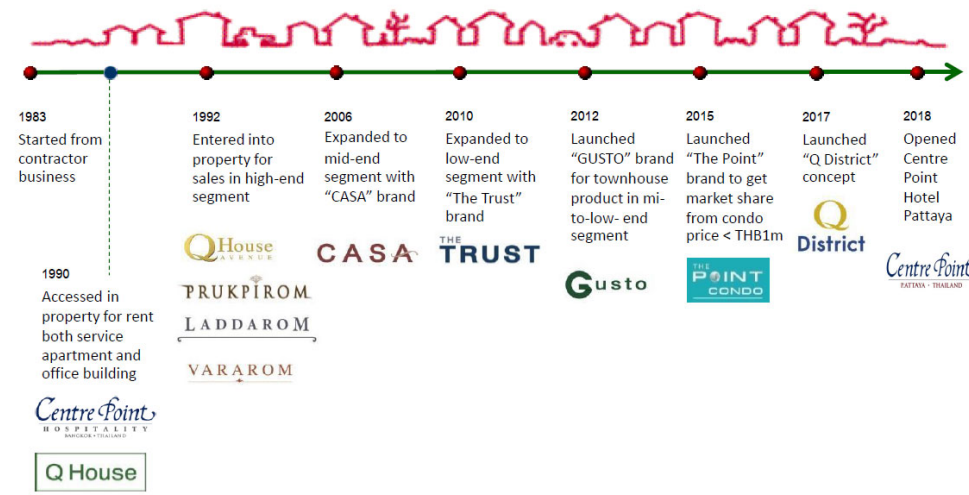 1983
Started from
contractor
business
1990
Accessed in
property for rent
both service
apartment and
office building
Centre Point
HOSPITALITY
BANGKOK • THAILAND
Q House
1992
Entered into
property for
sales in high-end
segment
Q House
AVENUE
PRUKPIROM
LADDAROM
VARAROM
2006
Expanded to
mid-end
segment with
“CASA” brand
CASA
2010
Expanded to
low-end
segment with
“The Trust”
brand
THE
TRUST
2012
Launched
“GUSTO” brand
for townhouse
product in mi-
to-low- end
segment
Gusto
2015
Launched
“The Point”
brand to get
market share
from condo
price < THB1m
THE
POINT
CONDO
2017
Launched
“Q District”
concept
Q
District
2018
Opened
Centre
Point
Hotel
Pattaya
Centre Point
PATTAYA • THAILAND